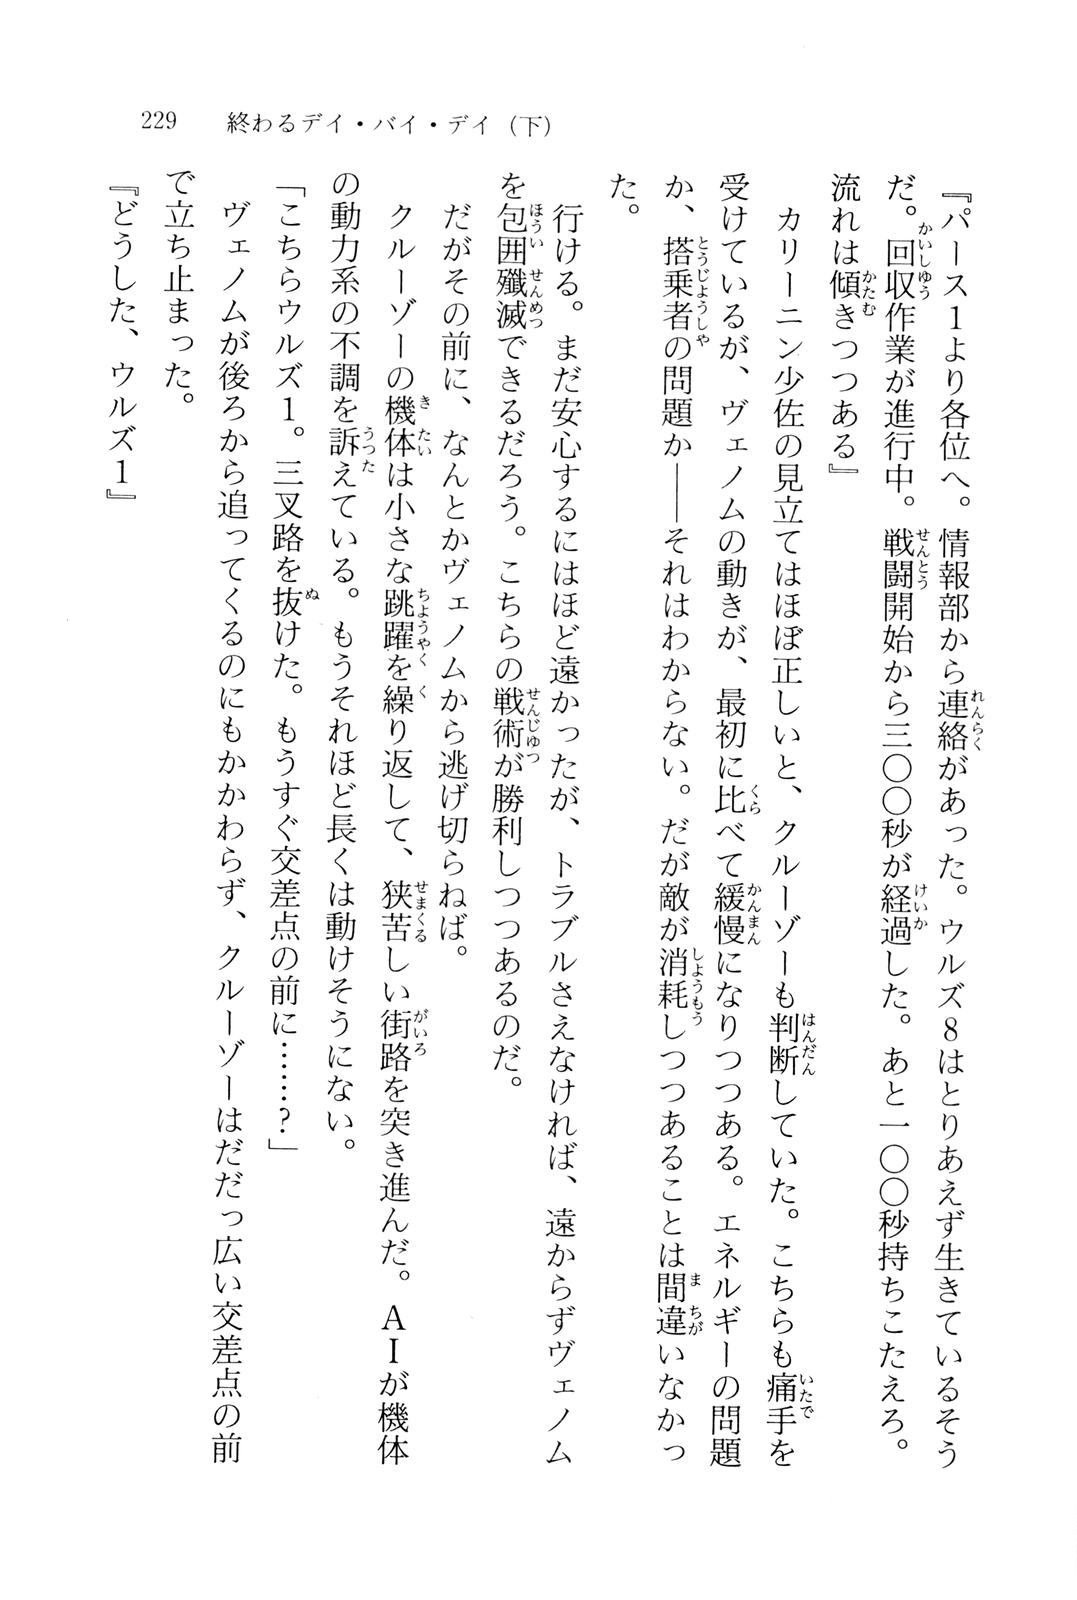 229　終わるデイ・バイ・デイ（下）
『パース1より各位へ。情報部から連絡があった。ウルズ8はとりあえず生きているそう
だ。回収作業が進行中。戦闘開始から三〇〇秒が経過した。あと一〇〇秒持ちこたえろ。
流れは傾きつつある』
　カリーニン少佐の見立てはほぼ正しいと、クルーゾーも判断していた。こちらも痛手を
受けているが、ヴェノムの動きが、最初に比べて緩慢になりつつある。エネルギーの問題
か、搭乗者の問題か――それはわからない。だが敵が消耗しつつあることは間違いなかっ
た。
　行ける。まだ安心するにはほど遠かったが、トラブルさえなければ、遠からずヴェノム
を包囲殲滅できるだろう。こちらの戦術が勝利しつつあるのだ。
　だがその前に、なんとかヴェノムから逃げ切らねば。
　クルーゾーの機体は小さな跳躍を繰り返して、狭苦しい街路を突き進んだ。AIが機体
の動力系の不調を訴えている。もうそれほど長くは動けそうにない。
「こちらウルズ1。三叉路を抜けた。もうすぐ交差点の前に……？」
　ヴェノムが後ろから追ってくるのにもかかわらず、クルーゾーはだだっ広い交差点の前
で立ち止まった。
『どうした、ウルズ1』